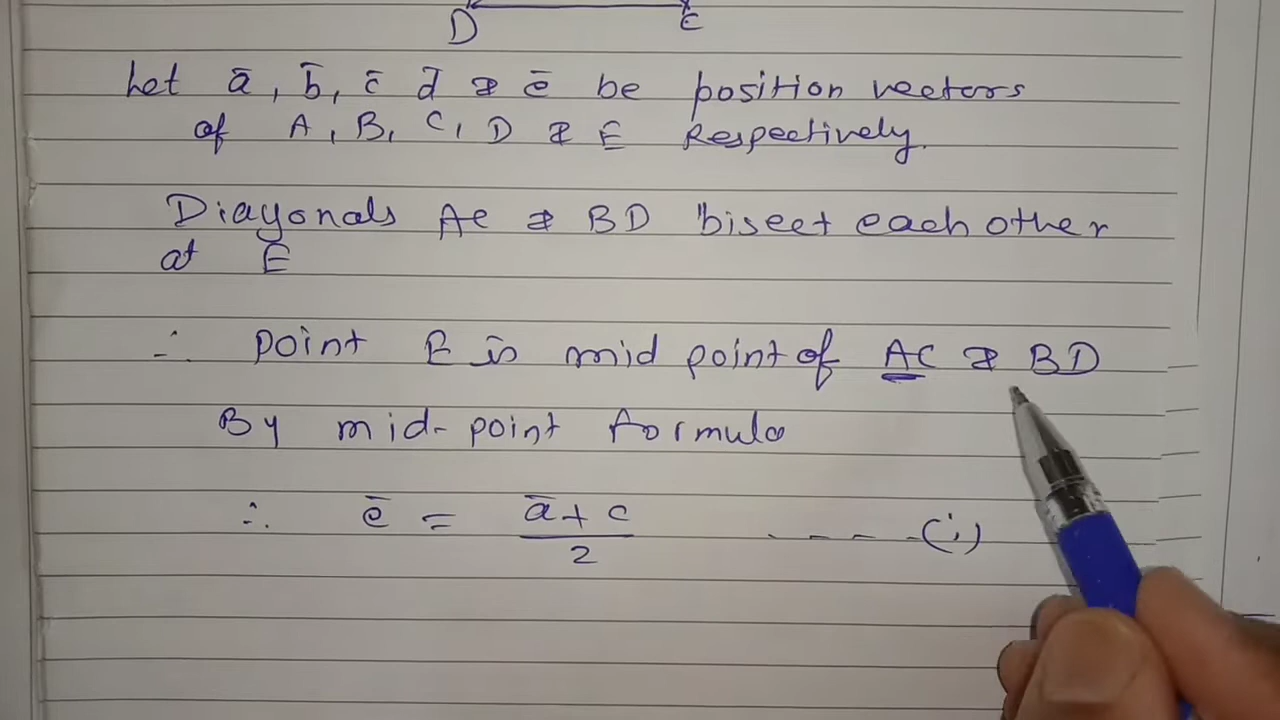 D C
Let ā, b̄, c̄ d̄ & ē be position vectors
of A, B, C, D & E Respectively.
Diagonals AC & BD bisect each other
at E
∴ point E is mid point of AC & BD
By mid-point formula
∴ ē = (ā + c)/2 - - - - (i)